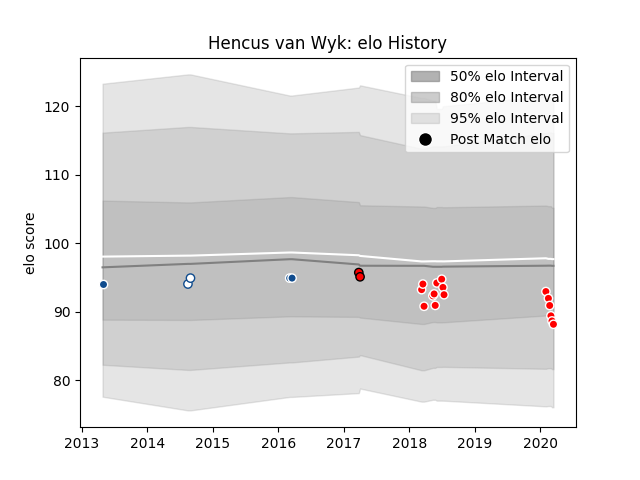 Hencus van Wyk: elo History
50% elo Interval
80% elo Interval
95% elo Interval
Post Match elo
elo score
120
110
100
90
80
2013 2014 2015 2016 2017 2018 2019 2020